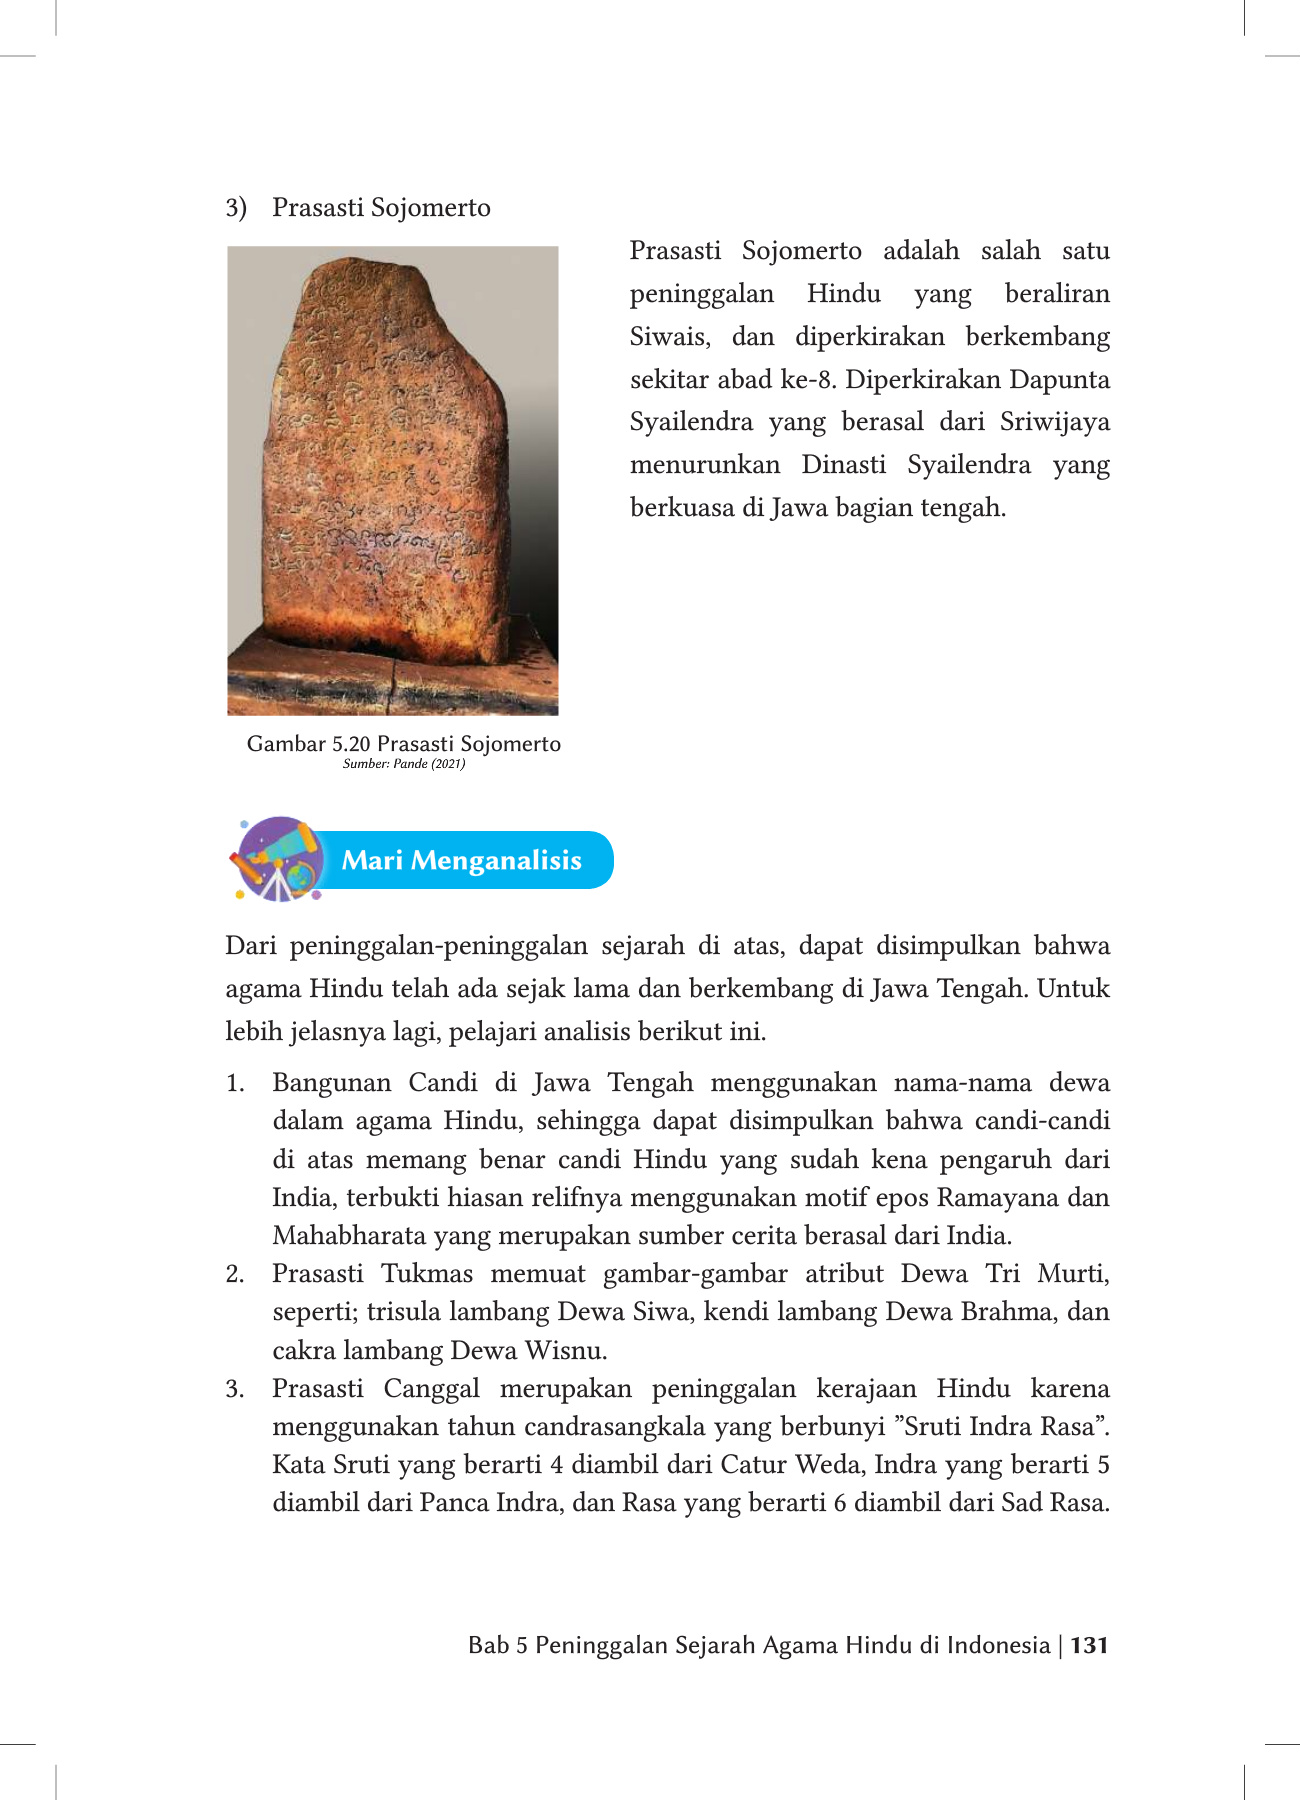 3) Prasasti Sojomerto
Prasasti Sojomerto adalah salah satu
peninggalan Hindu yang beraliran
Siwais, dan diperkirakan berkembang
sekitar abad ke-8. Diperkirakan Dapunta
Syailendra yang berasal dari Sriwijaya
menurunkan Dinasti Syailendra yang
berkuasa di Jawa bagian tengah.
Gambar 5.20 Prasasti Sojomerto
Sumber: Pande (2021)
Mari Menganalisis
Dari peninggalan-peninggalan sejarah di atas, dapat disimpulkan bahwa
agama Hindu telah ada sejak lama dan berkembang di Jawa Tengah. Untuk
lebih jelasnya lagi, pelajari analisis berikut ini.
1. Bangunan Candi di Jawa Tengah menggunakan nama-nama dewa
dalam agama Hindu, sehingga dapat disimpulkan bahwa candi-candi
di atas memang benar candi Hindu yang sudah kena pengaruh dari
India, terbukti hiasan relifnya menggunakan motif epos Ramayana dan
Mahabharata yang merupakan sumber cerita berasal dari India.
2. Prasasti Tukmas memuat gambar-gambar atribut Dewa Tri Murti,
seperti; trisula lambang Dewa Siwa, kendi lambang Dewa Brahma, dan
cakra lambang Dewa Wisnu.
3. Prasasti Canggal merupakan peninggalan kerajaan Hindu karena
menggunakan tahun candrasangkala yang berbunyi ”Sruti Indra Rasa”.
Kata Sruti yang berarti 4 diambil dari Catur Weda, Indra yang berarti 5
diambil dari Panca Indra, dan Rasa yang berarti 6 diambil dari Sad Rasa.
Bab 5 Peninggalan Sejarah Agama Hindu di Indonesia | 131